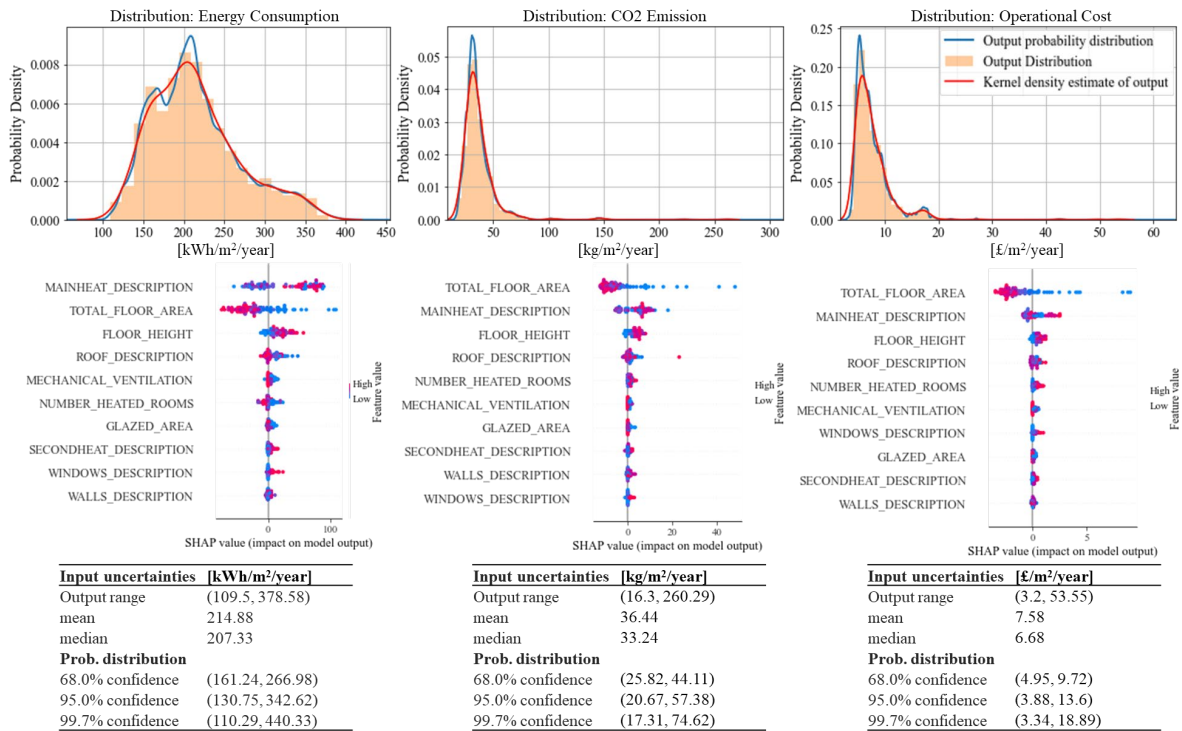 Distribution: Energy Consumption
Probability Density
0.008
0.006
0.004
0.002
0.000
100 150 200 250 300 350 400 450
[kWh/m²/year]
Distribution: CO2 Emission
Probability Density
0.05
0.04
0.03
0.02
0.01
0.00
50 100 150 200 250 300
[kg/m²/year]
Distribution: Operational Cost
Probability Density
0.25
0.20
0.15
0.10
0.05
0.00
10 20 30 40 50 60
[£/m²/year]
Output probability distribution
Output Distribution
Kernel density estimate of output
MAINHEAT_DESCRIPTION
TOTAL_FLOOR_AREA
FLOOR_HEIGHT
ROOF_DESCRIPTION
MECHANICAL_VENTILATION
NUMBER_HEATED_ROOMS
GLAZED_AREA
SECONDHEAT_DESCRIPTION
WINDOWS_DESCRIPTION
WALLS_DESCRIPTION
0 100
SHAP value (impact on model output)
High
Low
Feature value
TOTAL_FLOOR_AREA
MAINHEAT_DESCRIPTION
FLOOR_HEIGHT
ROOF_DESCRIPTION
NUMBER_HEATED_ROOMS
MECHANICAL_VENTILATION
GLAZED_AREA
SECONDHEAT_DESCRIPTION
WALLS_DESCRIPTION
WINDOWS_DESCRIPTION
0 20 40
SHAP value (impact on model output)
High
Low
Feature value
TOTAL_FLOOR_AREA
MAINHEAT_DESCRIPTION
FLOOR_HEIGHT
ROOF_DESCRIPTION
NUMBER_HEATED_ROOMS
MECHANICAL_VENTILATION
WINDOWS_DESCRIPTION
GLAZED_AREA
SECONDHEAT_DESCRIPTION
WALLS_DESCRIPTION
0 5
SHAP value (impact on model output)
High
Low
Feature value
Input uncertainties [kWh/m²/year]
Output range (109.5, 378.58)
mean 214.88
median 207.33
Prob. distribution
68.0% confidence (161.24, 266.98)
95.0% confidence (130.75, 342.62)
99.7% confidence (110.29, 440.33)
Input uncertainties [kg/m²/year]
Output range (16.3, 260.29)
mean 36.44
median 33.24
Prob. distribution
68.0% confidence (25.82, 44.11)
95.0% confidence (20.67, 57.38)
99.7% confidence (17.31, 74.62)
Input uncertainties [£/m²/year]
Output range (3.2, 53.55)
mean 7.58
median 6.68
Prob. distribution
68.0% confidence (4.95, 9.72)
95.0% confidence (3.88, 13.6)
99.7% confidence (3.34, 18.89)